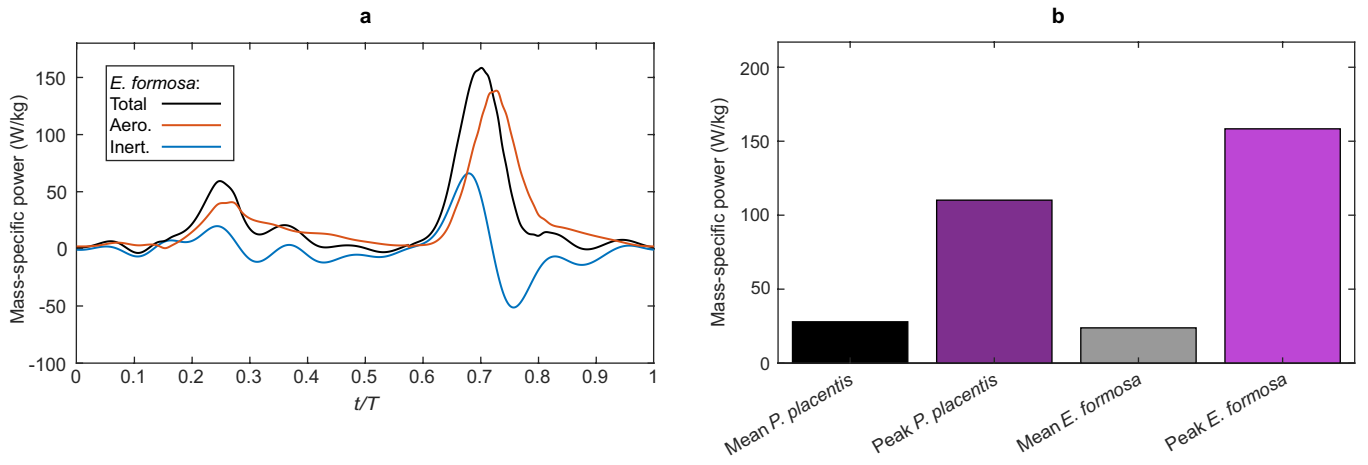 a
Mass-specific power (W/kg)
150
100
50
0
-50
-100
E. formosa:
Total
Aero.
Inert.
0 0.1 0.2 0.3 0.4 0.5 0.6 0.7 0.8 0.9 1
t/T
b
Mass-specific power (W/kg)
200
150
100
50
0
Mean P. placentis
Peak P. placentis
Mean E. formosa
Peak E. formosa